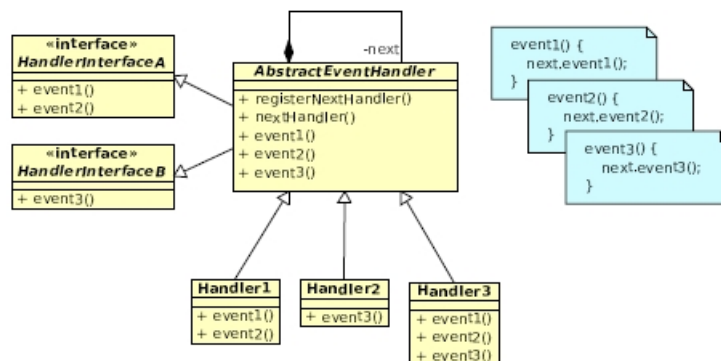 «interface»
HandlerInterfaceA
+ event1()
+ event2()
«interface»
HandlerInterfaceB
+ event3()
-next
AbstractEventHandler
+ registerNextHandler()
+ nextHandler()
+ event1()
+ event2()
+ event3()
event1() {
next.event1();
}
event2() {
next.event2();
}
event3() {
next.event3();
}
Handler1
+ event1()
+ event2()
Handler2
+ event3()
Handler3
+ event1()
+ event2()
+ event3()